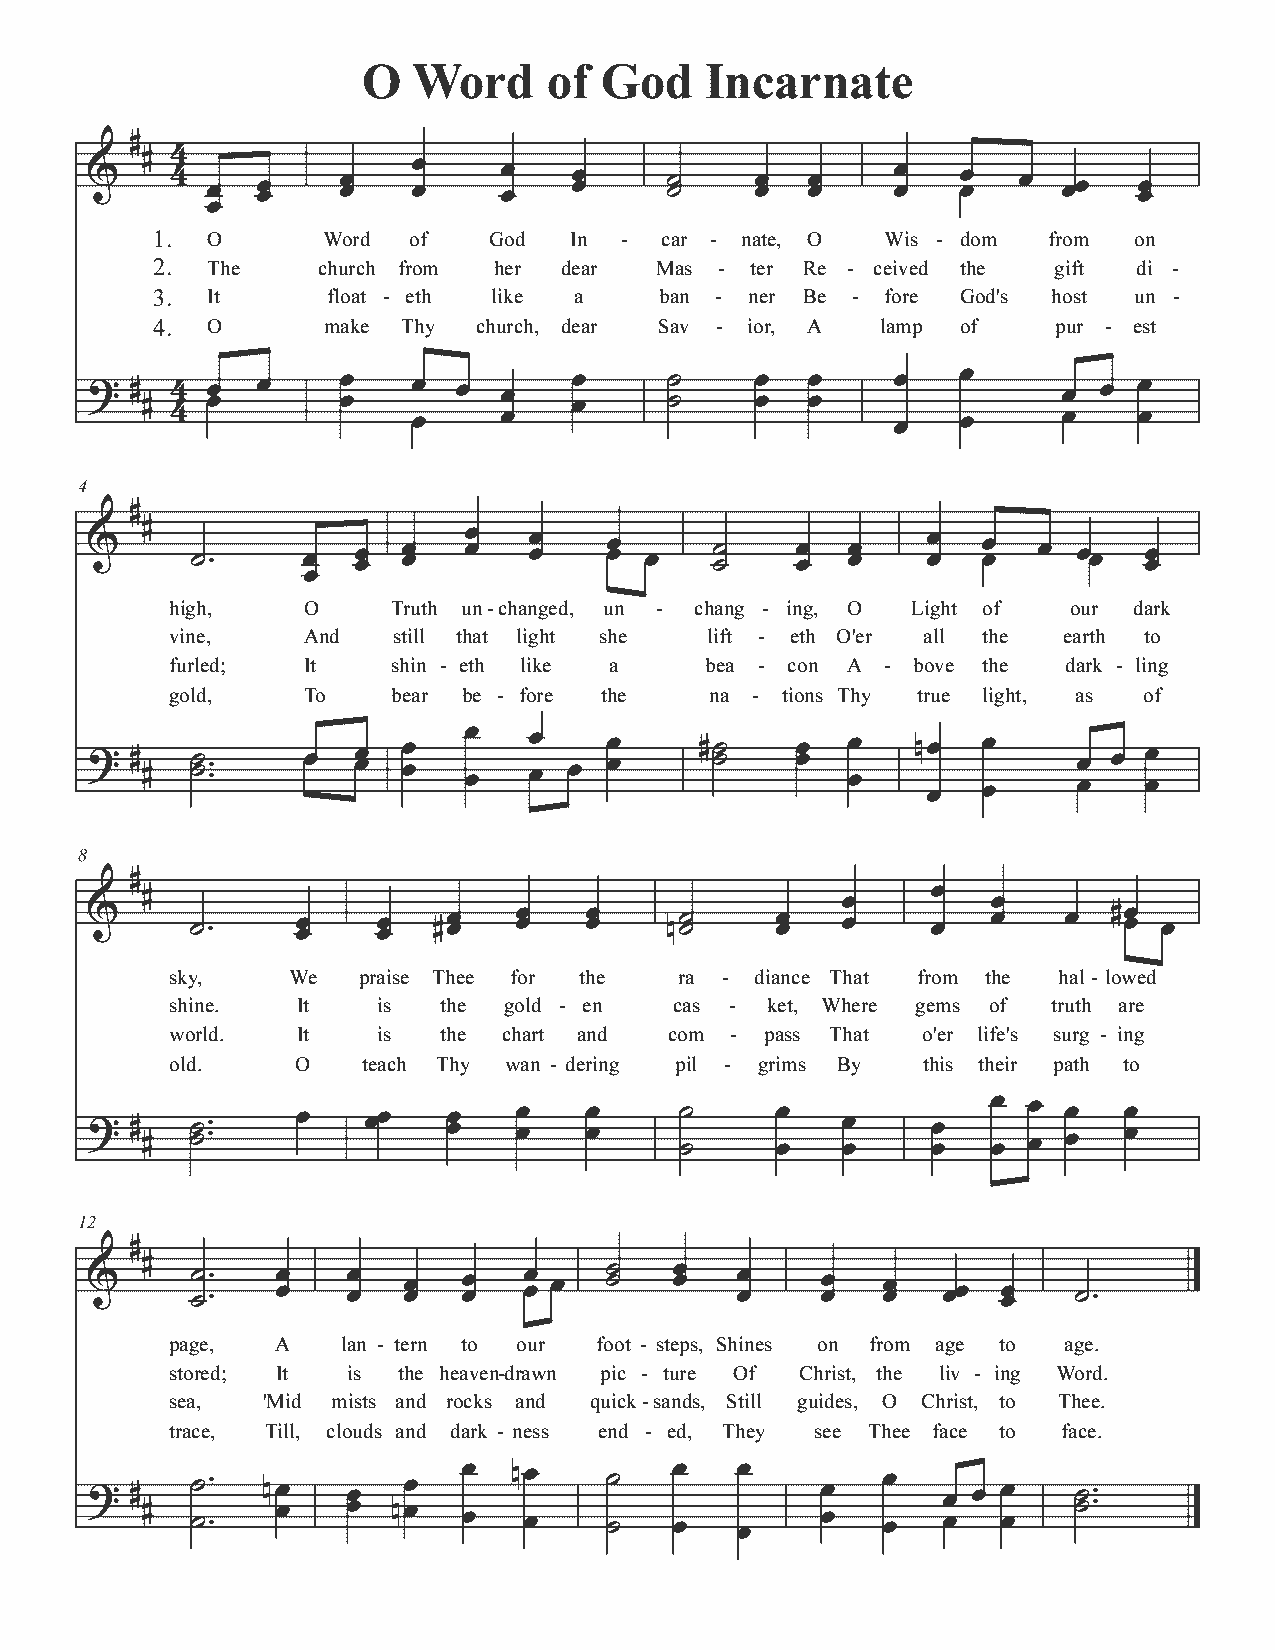 O Word of God Incarnate
1. O Word of God In - car - nate, O Wis - dom from on
2. The church from her dear Mas - ter Re - ceived the gift di -
3. It float - eth like a ban - ner Be - fore God's host un -
4. O make Thy church, dear Sav - ior, A lamp of pur - est
4
high, O Truth un - changed, un - chang - ing, O Light of our dark
vine, And still that light she lift - eth O'er all the earth to
furled; It shin - eth like a bea - con A - bove the dark - ling
gold, To bear be - fore the na - tions Thy true light, as of
8
sky, We praise Thee for the ra - diance That from the hal - lowed
shine. It is the gold - en cas - ket, Where gems of truth are
world. It is the chart and com - pass That o'er life's surg - ing
old. O teach Thy wan - dering pil - grims By this their path to
12
page, A lan - tern to our foot - steps, Shines on from age to age.
stored; It is the heaven-drawn pic - ture Of Christ, the liv - ing Word.
sea, 'Mid mists and rocks and quick - sands, Still guides, O Christ, to Thee.
trace, Till, clouds and dark - ness end - ed, They see Thee face to face.